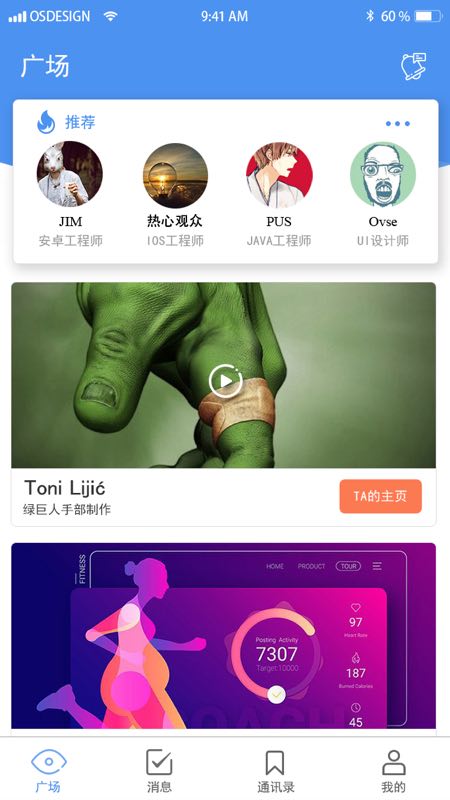 OSDESIGN 9:41 AM 60 %
广场
推荐
JIM 热心观众 PUS Ovse
安卓工程师 IOS工程师 JAVA工程师 UI设计师
Toni Lijić
绿巨人手部制作
TA的主页
FITNESS
HOME PRODUCT TOUR
Posting Activity
7307
Target:10000
97
Heart Rate
187
Burned Calories
45
广场 消息 通讯录 我的